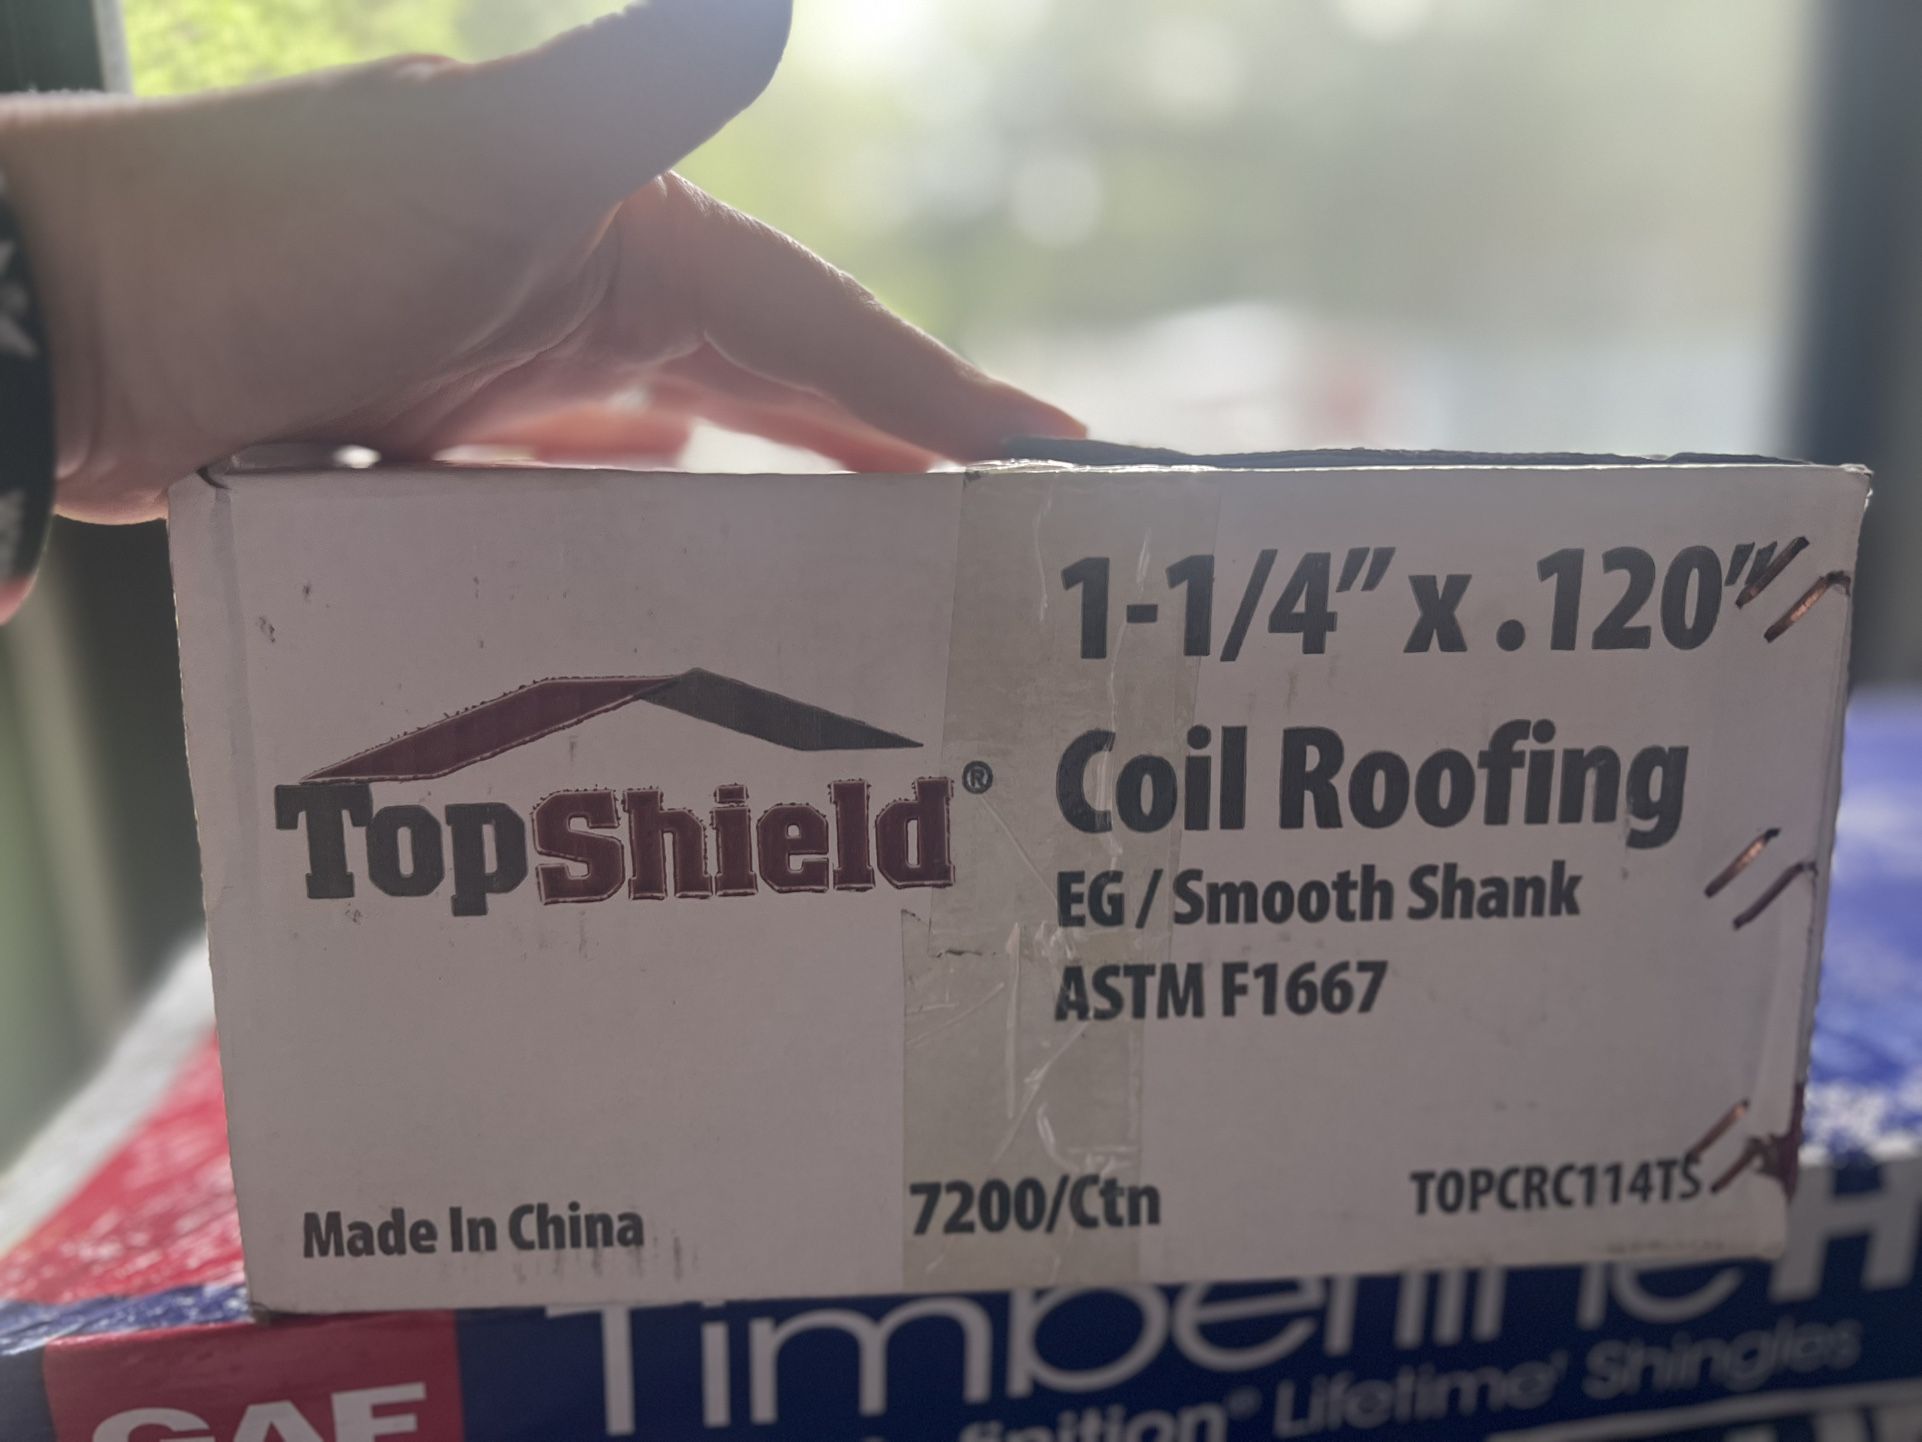 1-1/4" x .120"
TopShield®
Coil Roofing
EG / Smooth Shank
ASTM F1667
Made In China
7200/Ctn
TOPCRC114TS
GAF
Timberline H
Lifetime Shingles